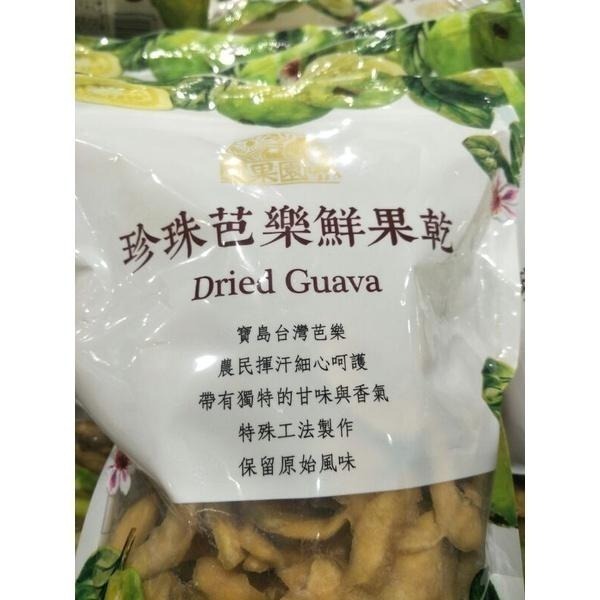 果園
珍珠芭樂鮮果乾
Dried Guava
寶島台灣芭樂
農民揮汗細心呵護
帶有獨特的甘味與香氣
特殊工法製作
保留原始風味